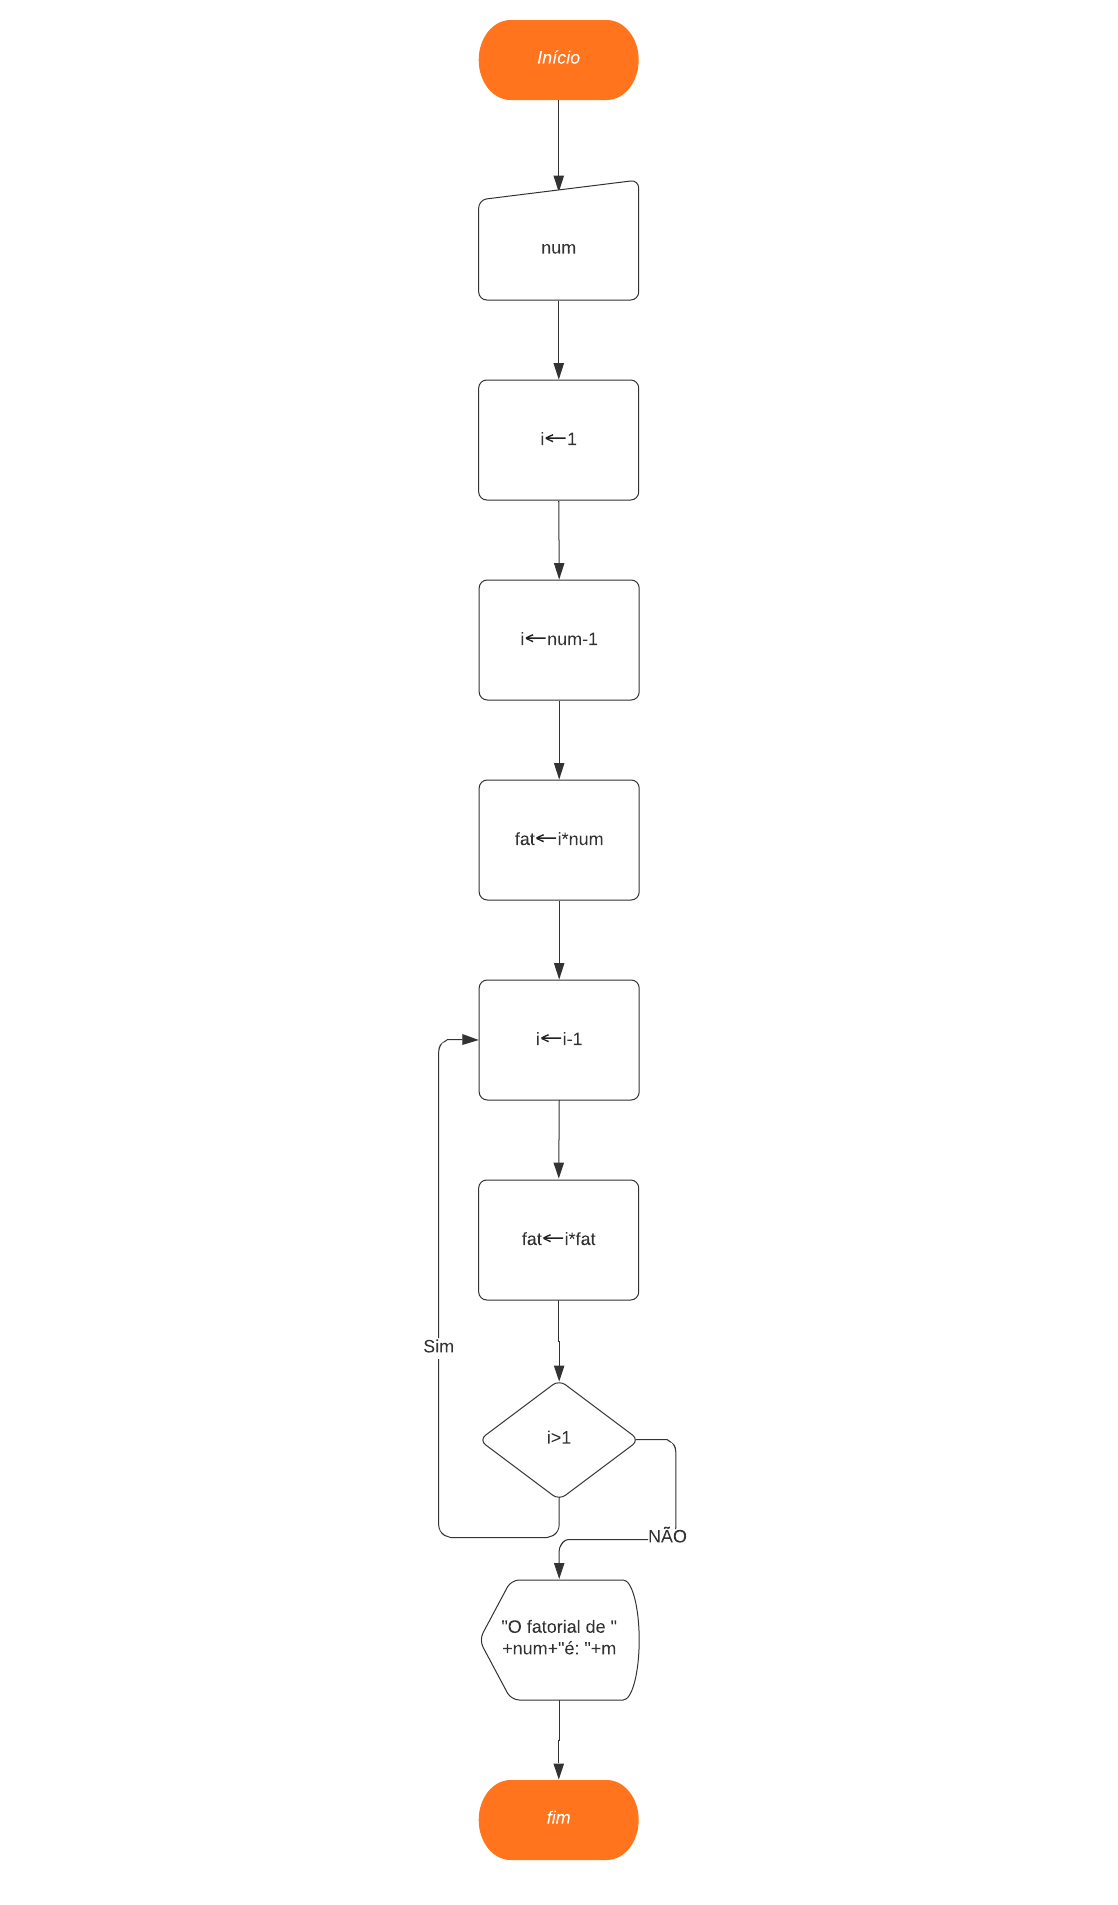 Início
num
i←1
i←num-1
fat←i*num
i←i-1
fat←i*fat
Sim
i>1
NÃO
"O fatorial de "
+num+"é: "+m
fim